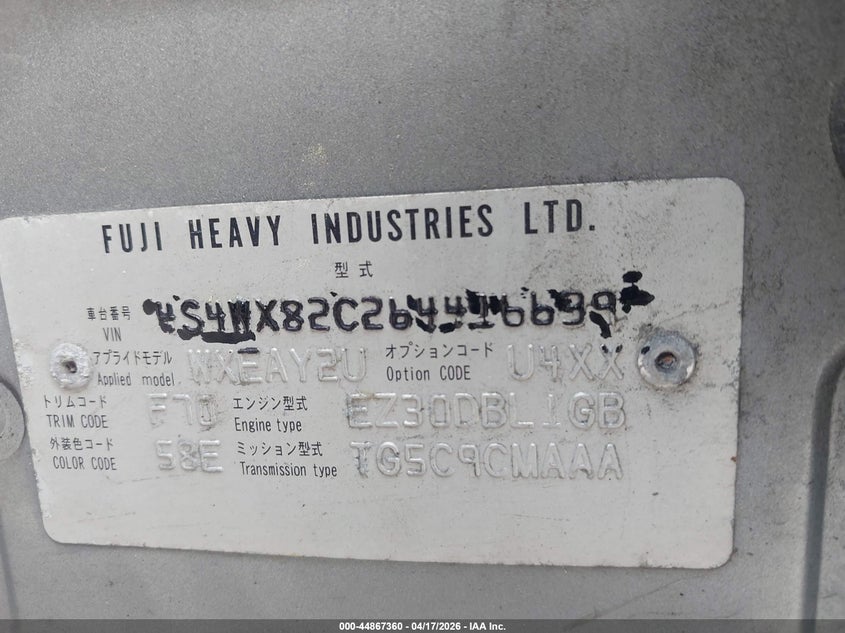 FUJI HEAVY INDUSTRIES LTD.
型式
車台番号 VIN 4S4WX82C264416639
アプライドモデル Applied model WXEAY2U オプションコード Option CODE U4XX
トリムコード TRIM CODE F70 エンジン型式 Engine type EZ30DBL1GB
外装色コード COLOR CODE 58E ミッション型式 Transmission type TG5C9CMAAA
000-44867360 - 04/17/2026 - IAA Inc.